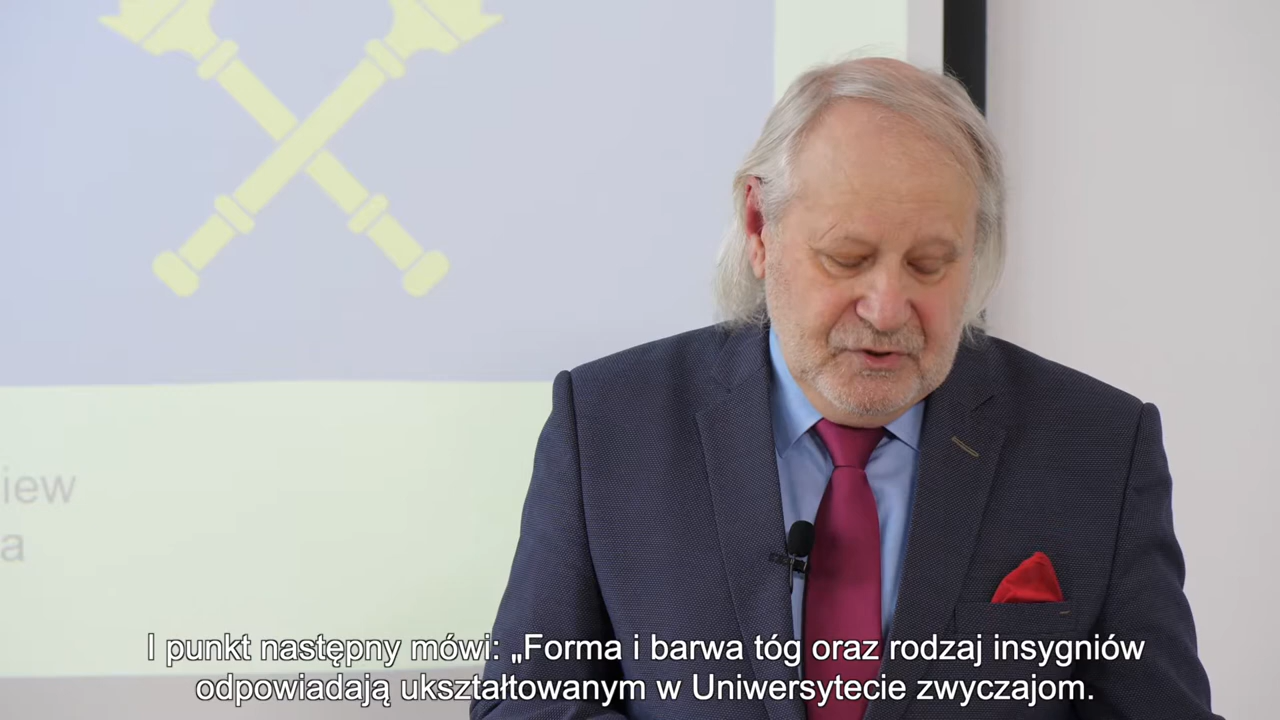 iew
a
I punkt następny mówi: „Forma i barwa tóg oraz rodzaj insygniów
odpowiadają ukształtowanym w Uniwersytecie zwyczajom.